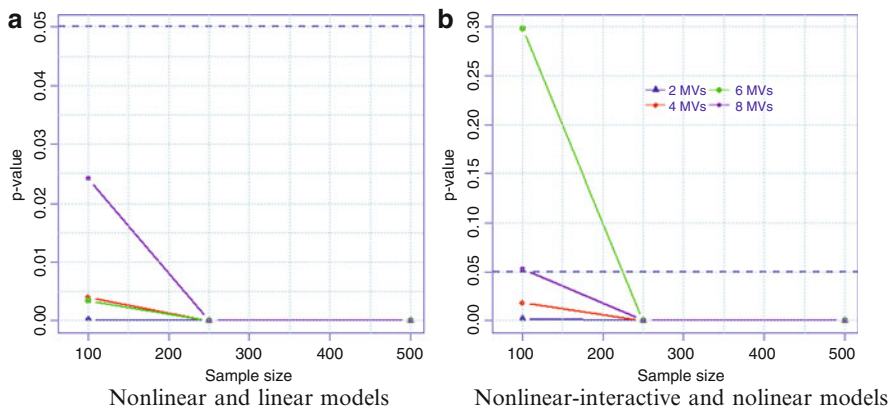 a
b
0.05
0.04
0.03
0.02
0.01
0.00
p-value
100
200
300
400
500
Sample size
Nonlinear and linear models
0.30
0.25
0.20
0.15
0.10
0.05
0.00
p-value
2 MVs 6 MVs
4 MVs 8 MVs
100
200
300
400
500
Sample size
Nonlinear-interactive and nolinear models